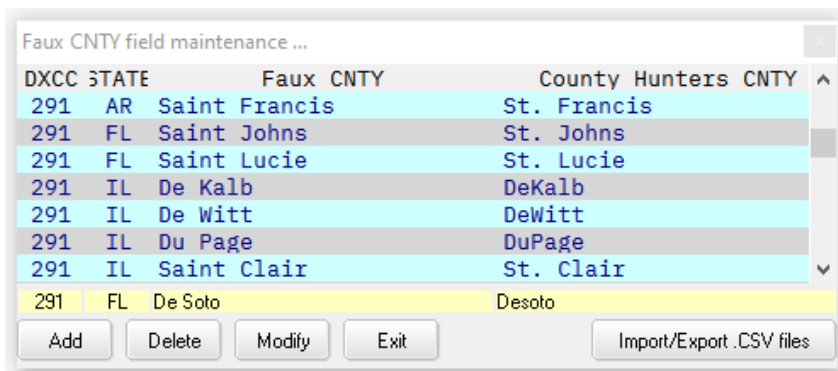 Faux CNTY field maintenance ...
DXCC STATE Faux CNTY County Hunters CNTY
291 AR Saint Francis St. Francis
291 FL Saint Johns St. Johns
291 FL Saint Lucie St. Lucie
291 IL De Kalb DeKalb
291 IL De Witt DeWitt
291 IL Du Page DuPage
291 IL Saint Clair St. Clair
291 FL De Soto Desoto
Add Delete Modify Exit Import/Export .CSV files